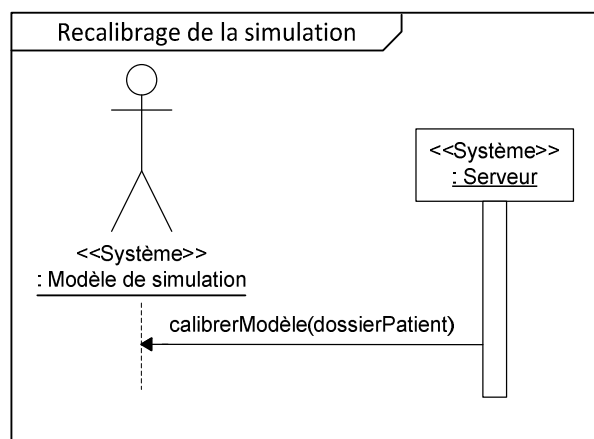 Recalibrage de la simulation
<<Système>>
: Serveur
<<Système>>
: Modèle de simulation
calibrerModèle(dossierPatient)